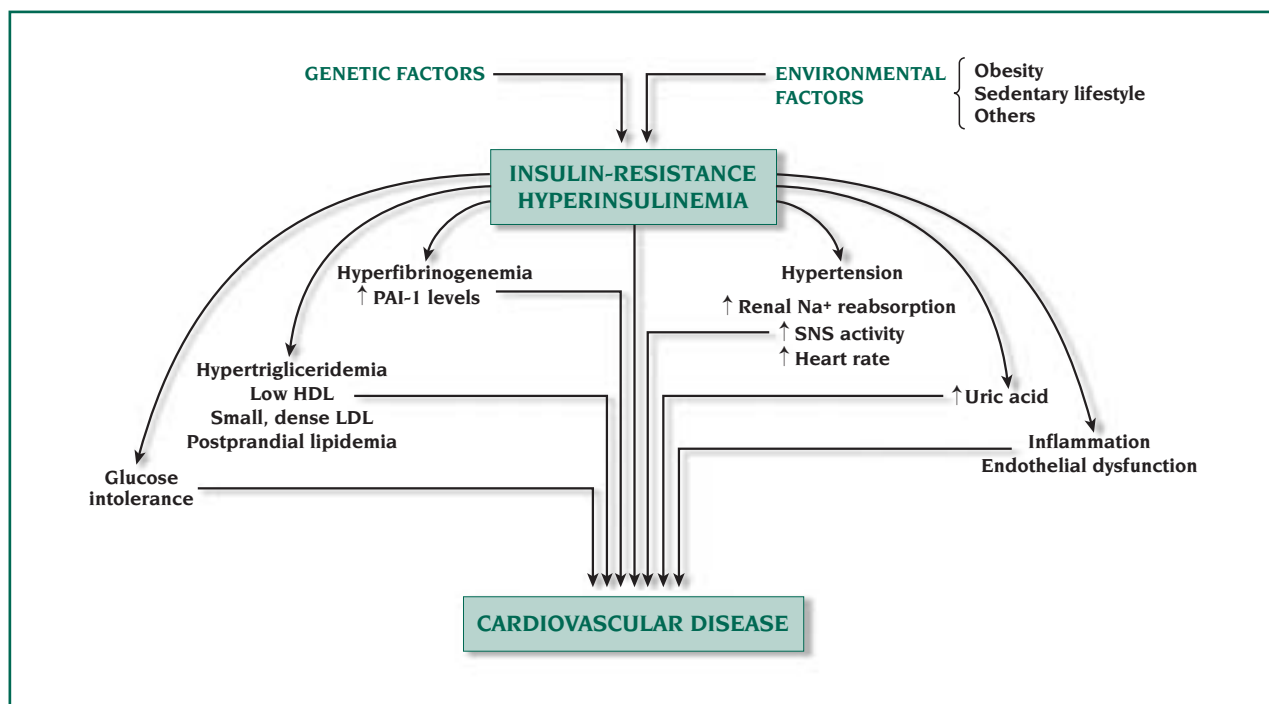 GENETIC FACTORS
ENVIRONMENTAL
FACTORS
Obesity
Sedentary lifestyle
Others
INSULIN-RESISTANCE
HYPERINSULINEMIA
Hyperfibrinogenemia
↑ PAI-1 levels
Hypertension
↑ Renal Na⁺ reabsorption
↑ SNS activity
↑ Heart rate
Hypertrigliceridemia
Low HDL
Small, dense LDL
Postprandial lipidemia
↑ Uric acid
Inflammation
Endothelial dysfunction
Glucose
intolerance
CARDIOVASCULAR DISEASE